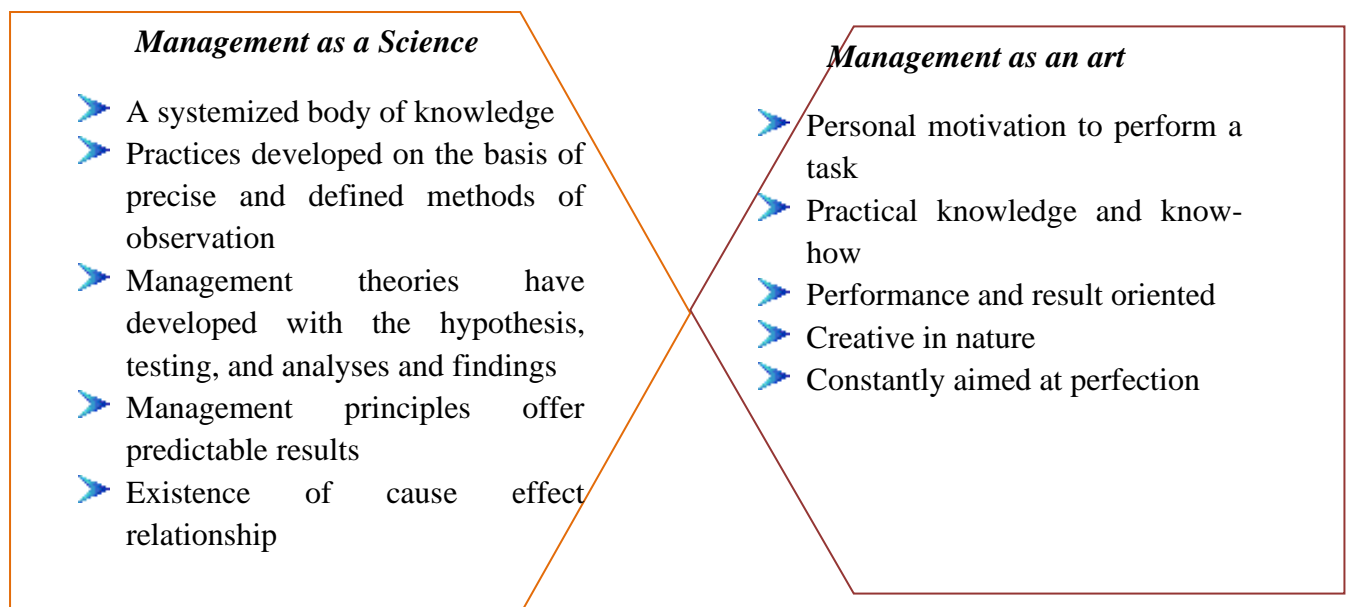 Management as a Science
A systemized body of knowledge
Practices developed on the basis of
precise and defined methods of
observation
Management theories have
developed with the hypothesis,
testing, and analyses and findings
Management principles offer
predictable results
Existence of cause effect
relationship
Management as an art
Personal motivation to perform a
task
Practical knowledge and know-
how
Performance and result oriented
Creative in nature
Constantly aimed at perfection